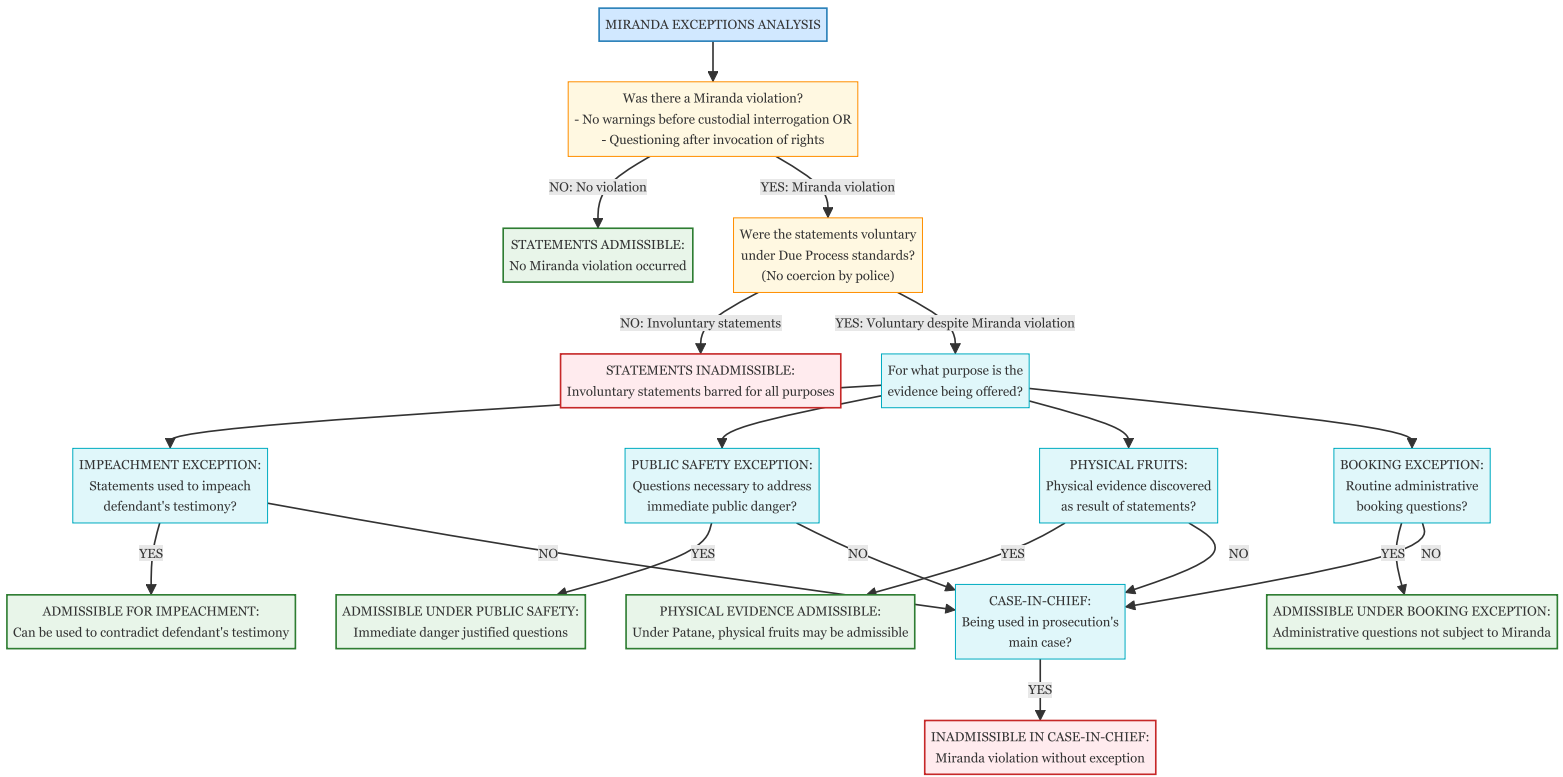 MIRANDA EXCEPTIONS ANALYSIS
Was there a Miranda violation?
- No warnings before custodial interrogation OR
- Questioning after invocation of rights
NO: No violation
YES: Miranda violation
STATEMENTS ADMISSIBLE:
No Miranda violation occurred
Were the statements voluntary
under Due Process standards?
(No coercion by police)
NO: Involuntary statements
YES: Voluntary despite Miranda violation
STATEMENTS INADMISSIBLE:
Involuntary statements barred for all purposes
For what purpose is the
evidence being offered?
IMPEACHMENT EXCEPTION:
Statements used to impeach
defendant's testimony?
PUBLIC SAFETY EXCEPTION:
Questions necessary to address
immediate public danger?
PHYSICAL FRUITS:
Physical evidence discovered
as result of statements?
BOOKING EXCEPTION:
Routine administrative
booking questions?
YES
NO
YES
NO
YES
NO
YES
NO
ADMISSIBLE FOR IMPEACHMENT:
Can be used to contradict defendant's testimony
ADMISSIBLE UNDER PUBLIC SAFETY:
Immediate danger justified questions
PHYSICAL EVIDENCE ADMISSIBLE:
Under Patane, physical fruits may be admissible
CASE-IN-CHIEF:
Being used in prosecution's
main case?
ADMISSIBLE UNDER BOOKING EXCEPTION:
Administrative questions not subject to Miranda
YES
INADMISSIBLE IN CASE-IN-CHIEF:
Miranda violation without exception